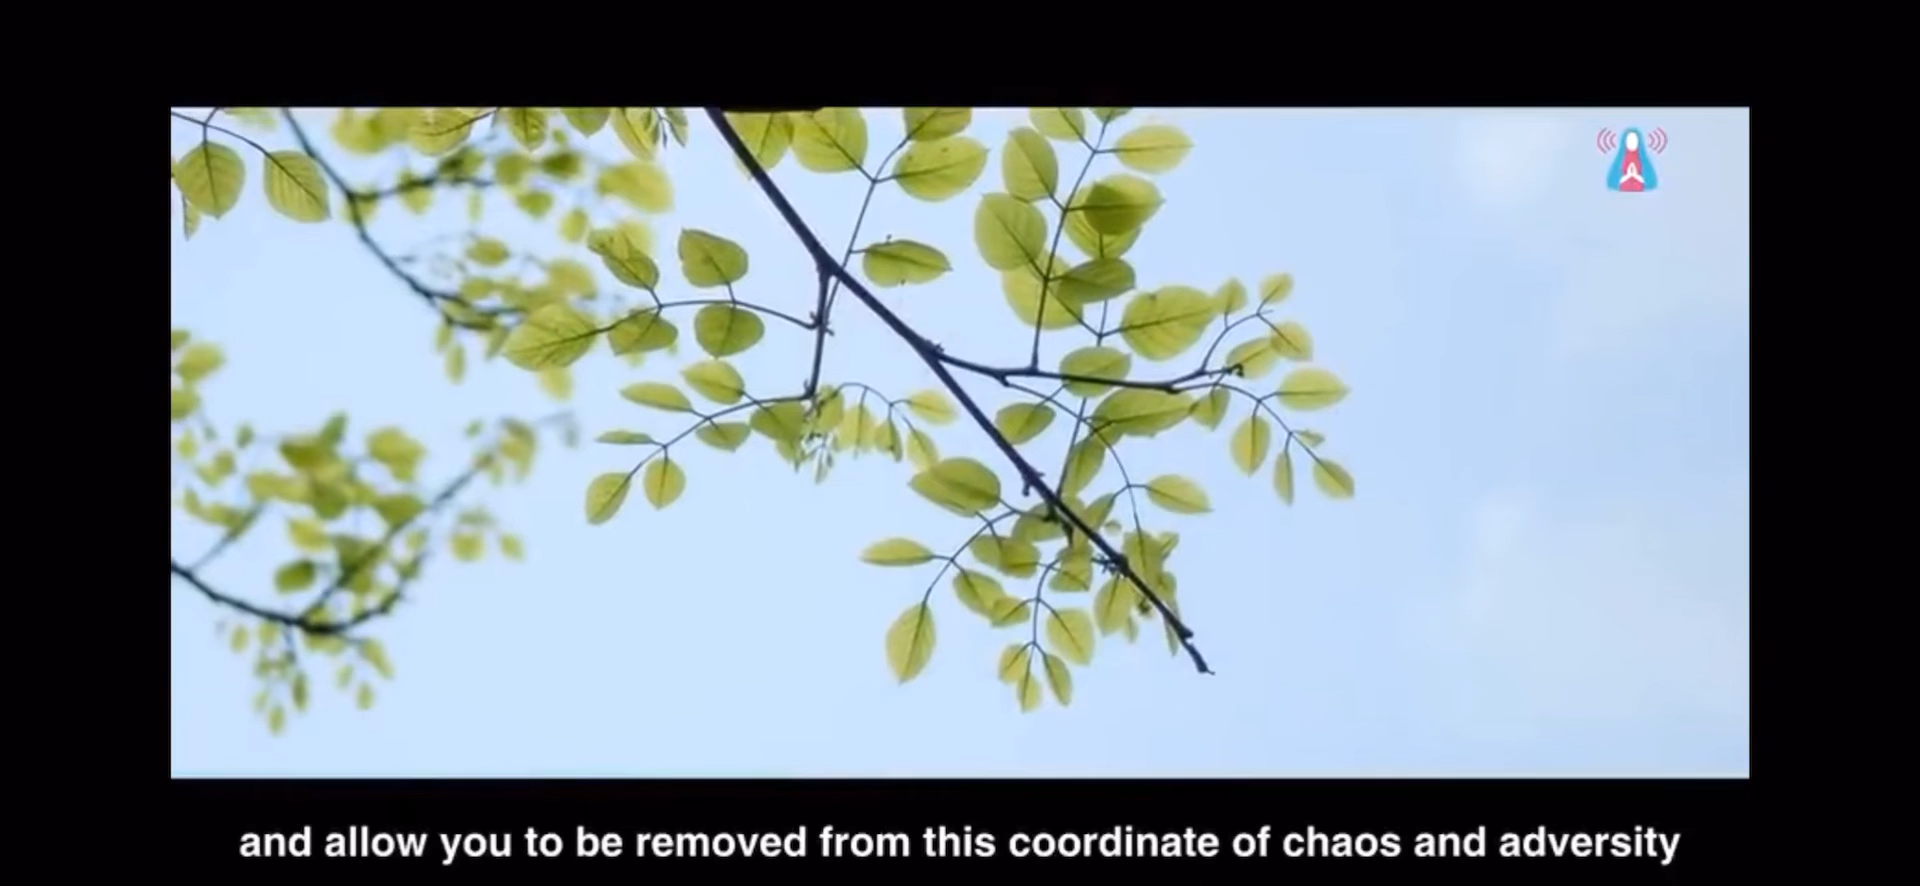 and allow you to be removed from this coordinate of chaos and adversity